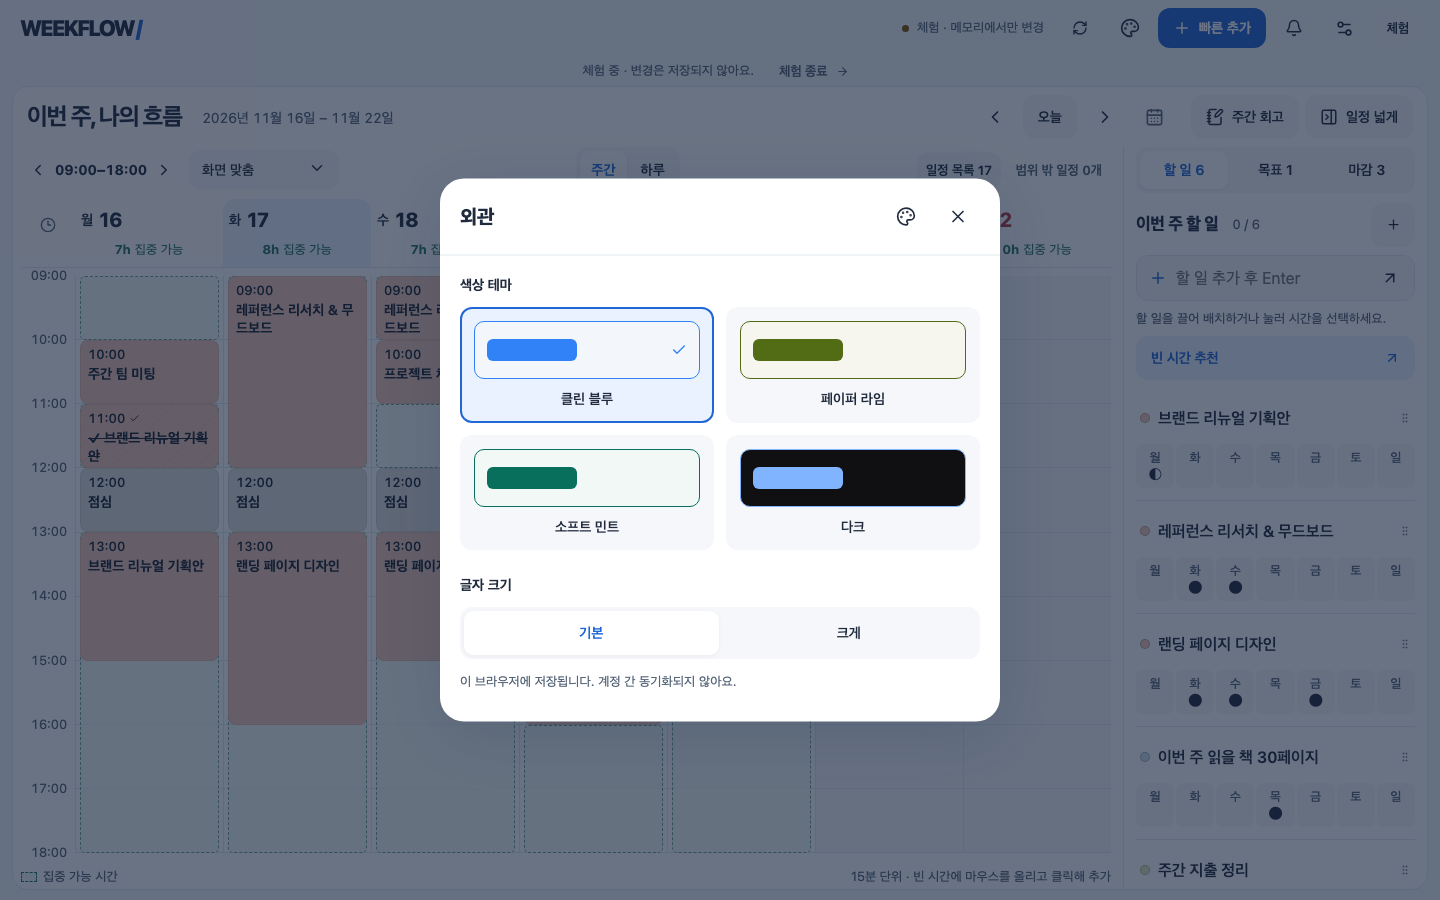 WEEKFLOW/
체험 · 메모리에서만 변경
빠른 추가
체험
체험 중 · 변경은 저장되지 않아요.
체험 종료 →
이번 주, 나의 흐름
2026년 11월 16일 – 11월 22일
오늘
주간 회고
일정 넓게
09:00–18:00
화면 맞춤
주간
하루
일정 목록 17
범위 밖 일정 0개
할 일 6
목표 1
마감 3
월 16
7h 집중 가능
화 17
8h 집중 가능
수 18
7h 집
2
0h 집중 가능
09:00
10:00
11:00
12:00
13:00
14:00
15:00
16:00
17:00
18:00
10:00
주간 팀 미팅
11:00 ✓
✓ 브랜드 리뉴얼 기획
안
12:00
점심
13:00
브랜드 리뉴얼 기획안
09:00
레퍼런스 리서치 & 무
드보드
12:00
점심
13:00
랜딩 페이지 디자인
09:00
레퍼런스 리
드보드
10:00
프로젝트
12:00
점심
13:00
랜딩 페이지
집중 가능 시간
15분 단위 · 빈 시간에 마우스를 올리고 클릭해 추가
외관
색상 테마
클린 블루
페이퍼 라임
소프트 민트
다크
글자 크기
기본
크게
이 브라우저에 저장됩니다. 계정 간 동기화되지 않아요.
이번 주 할 일
0 / 6
할 일 추가 후 Enter
할 일을 끌어 배치하거나 눌러 시간을 선택하세요.
빈 시간 추천
브랜드 리뉴얼 기획안
월 화 수 목 금 토 일
레퍼런스 리서치 & 무드보드
월 화 수 목 금 토 일
랜딩 페이지 디자인
월 화 수 목 금 토 일
이번 주 읽을 책 30페이지
월 화 수 목 금 토 일
주간 지출 정리